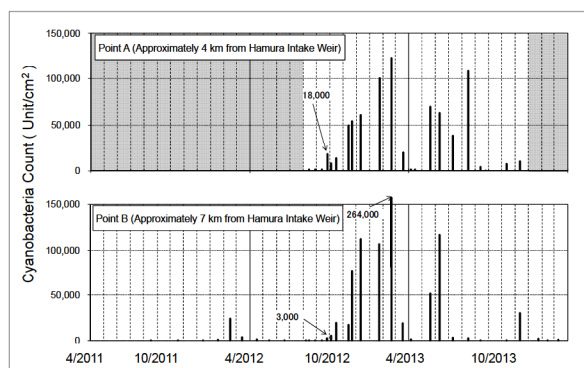 Cyanobacteria Count ( Unit/cm² )
150,000
Point A (Approximately 4 km from Hamura Intake Weir)
100,000
18,000
50,000
0
150,000
Point B (Approximately 7 km from Hamura Intake Weir)
264,000
100,000
50,000
3,000
0
4/2011 10/2011 4/2012 10/2012 4/2013 10/2013